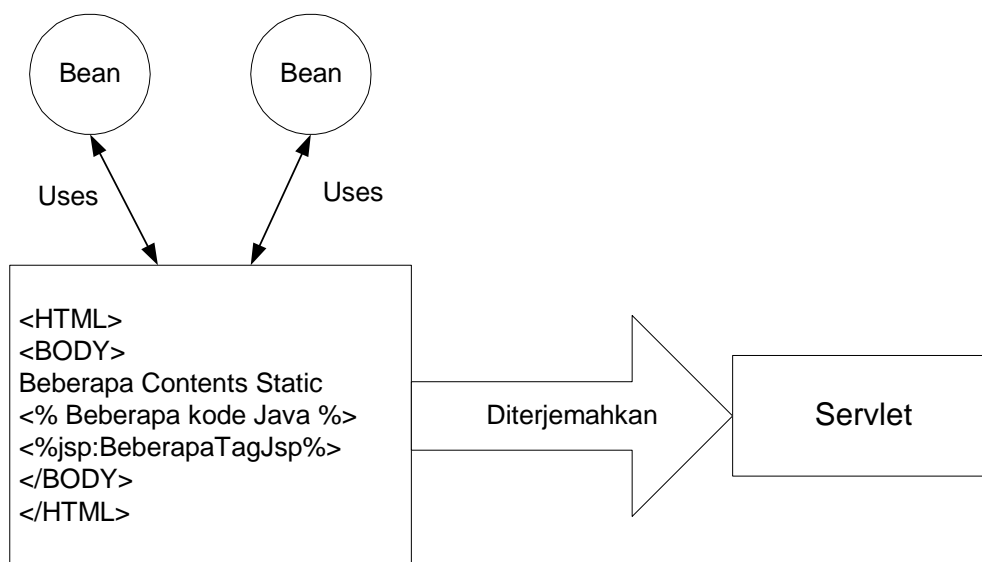 Bean
Bean
Uses
Uses
<HTML>
<BODY>
Beberapa Contents Static
<% Beberapa kode Java %>
<%jsp:BeberapaTagJsp%>
</BODY>
</HTML>
Diterjemahkan
Servlet